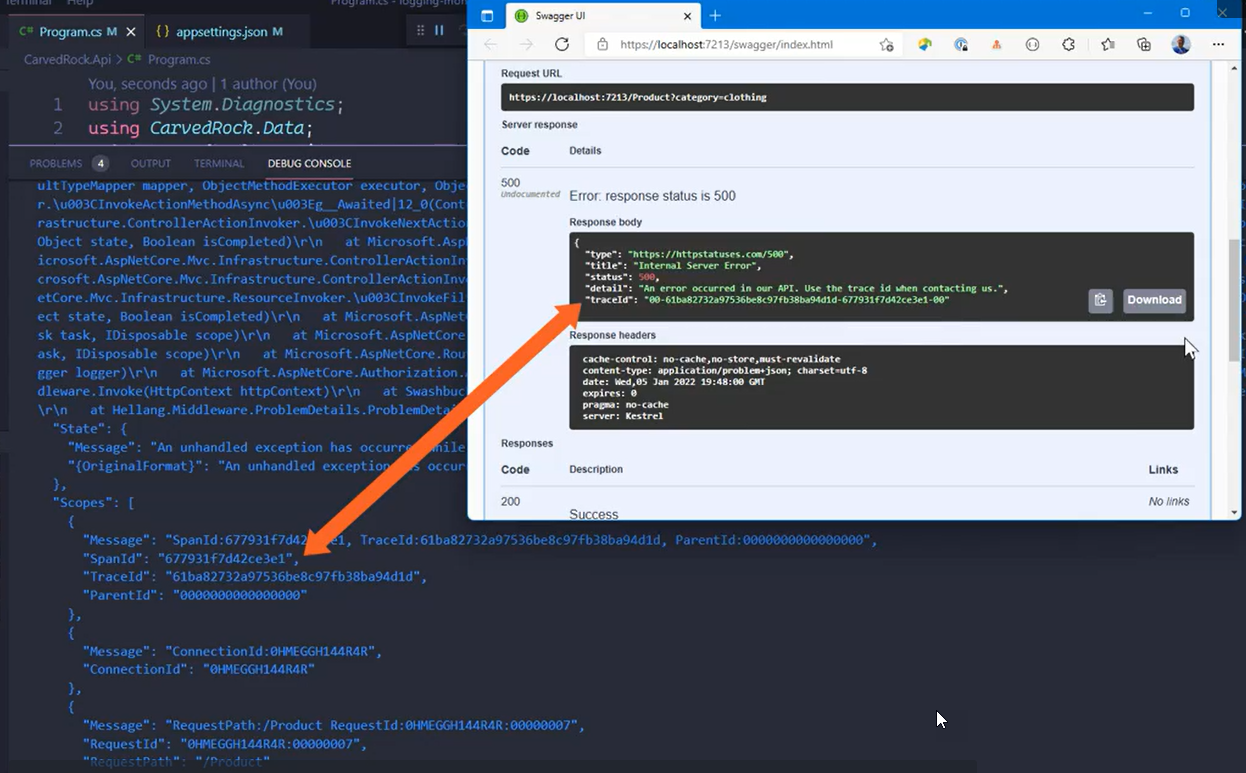 Terminal Help
Program.cs - logging-mon
C# Program.cs M
{} appsettings.json M
CarvedRock.Api > C# Program.cs
You, seconds ago | 1 author (You)
1 using System.Diagnostics;
2 using CarvedRock.Data;
PROBLEMS 4 OUTPUT TERMINAL DEBUG CONSOLE
ultTypeMapper mapper, ObjectMethodExecutor executor, Obje
r.\u003CInvokeActionMethodAsync\u003Eg__Awaited|12_0(Cont
rastructure.ControllerActionInvoker.\u003CInvokeNextActio
Object state, Boolean isCompleted)\r\n   at Microsoft.Asp
icrosoft.AspNetCore.Mvc.Infrastructure.ControllerActionIn
crosoft.AspNetCore.Mvc.Infrastructure.ControllerActionInv
etCore.Mvc.Infrastructure.ResourceInvoker.\u003CInvokeFil
ect state, Boolean isCompleted)\r\n   at Microsoft.AspNet
sk task, IDisposable scope)\r\n   at Microsoft.AspNetCore
ask, IDisposable scope)\r\n   at Microsoft.AspNetCore.Rou
gger logger)\r\n   at Microsoft.AspNetCore.Authorization.
dleware.Invoke(HttpContext httpContext)\r\n   at Swashbuc
\r\n   at Hellang.Middleware.ProblemDetails.ProblemDetai
"State": {
"Message": "An unhandled exception has occurred while
"{OriginalFormat}": "An unhandled exception has occur
},
"Scopes": [
{
"Message": "SpanId:677931f7d42ce3e1, TraceId:61ba82732a97536be8c97fb38ba94d1d, ParentId:0000000000000000",
"SpanId": "677931f7d42ce3e1",
"TraceId": "61ba82732a97536be8c97fb38ba94d1d",
"ParentId": "0000000000000000"
},
{
"Message": "ConnectionId:0HMEGGH144R4R",
"ConnectionId": "0HMEGGH144R4R"
},
{
"Message": "RequestPath:/Product RequestId:0HMEGGH144R4R:00000007",
"RequestId": "0HMEGGH144R4R:00000007",
"RequestPath": "/Product"
Swagger UI
https://localhost:7213/swagger/index.html
Request URL
https://localhost:7213/Product?category=clothing
Server response
Code Details
500
Undocumented
Error: response status is 500
Response body
{
"type": "https://httpstatuses.com/500",
"title": "Internal Server Error",
"status": 500,
"detail": "An error occurred in our API. Use the trace id when contacting us.",
"traceId": "00-61ba82732a97536be8c97fb38ba94d1d-677931f7d42ce3e1-00"
Download
Response headers
cache-control: no-cache,no-store,must-revalidate
content-type: application/problem+json; charset=utf-8
date: Wed,05 Jan 2022 19:48:00 GMT
expires: 0
pragma: no-cache
server: Kestrel
Responses
Code Description Links
200 Success No links